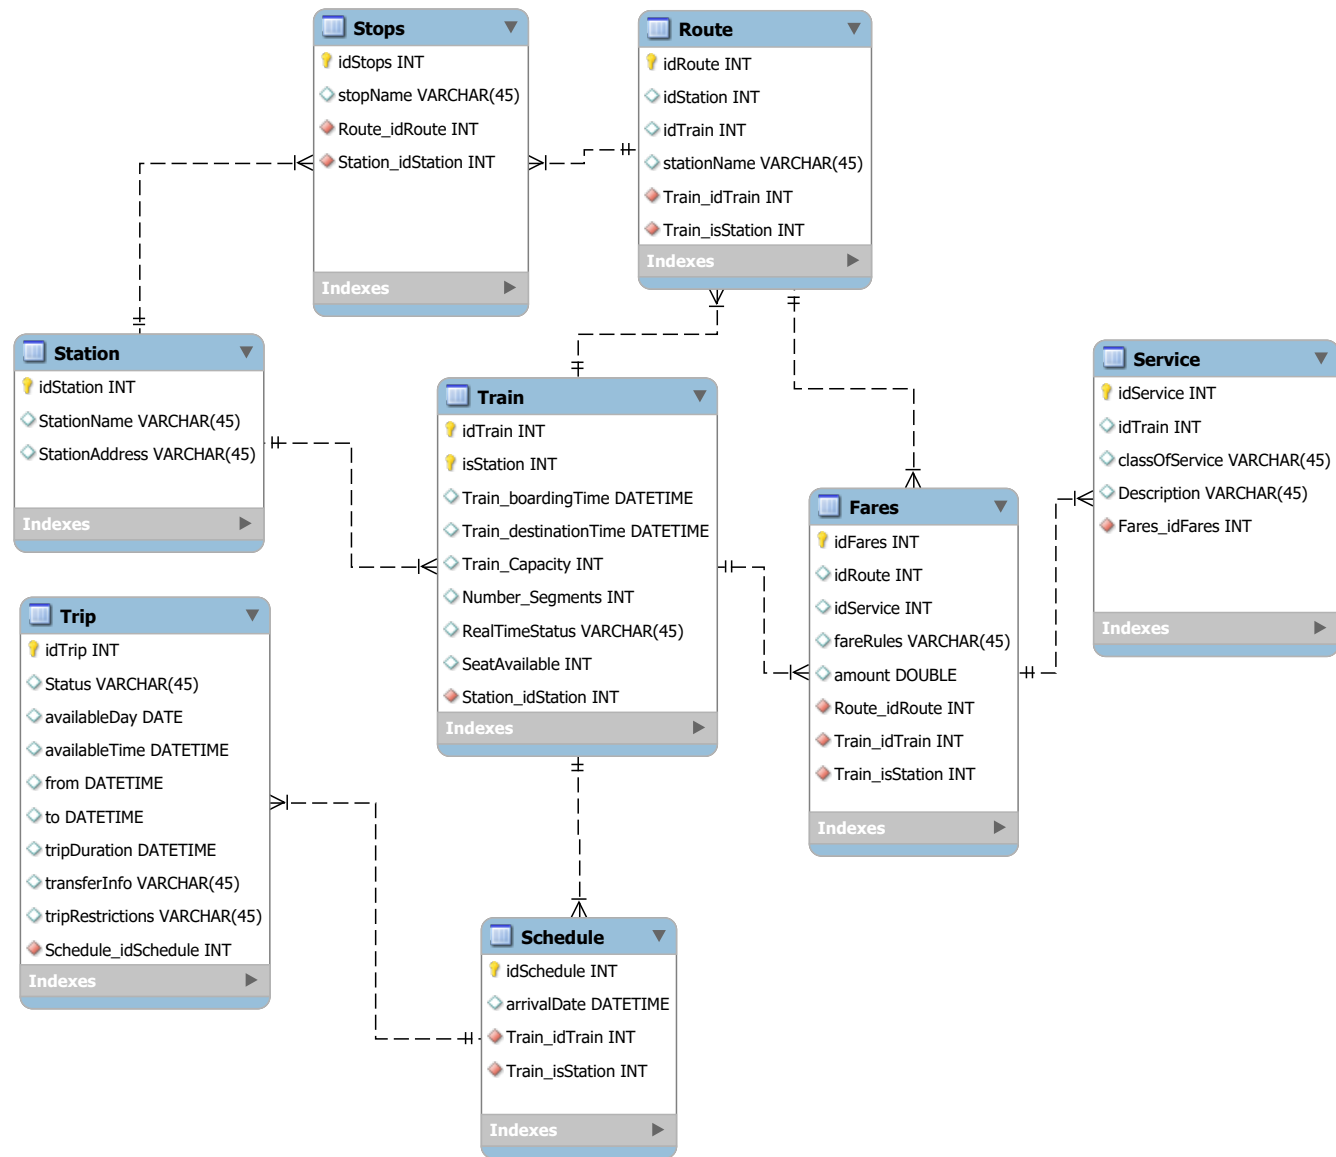 Stops
idStops INT
stopName VARCHAR(45)
Route_idRoute INT
Station_idStation INT
Indexes
Route
idRoute INT
idStation INT
idTrain INT
stationName VARCHAR(45)
Train_idTrain INT
Train_isStation INT
Indexes
Station
idStation INT
StationName VARCHAR(45)
StationAddress VARCHAR(45)
Indexes
Train
idTrain INT
isStation INT
Train_boardingTime DATETIME
Train_destinationTime DATETIME
Train_Capacity INT
Number_Segments INT
RealTimeStatus VARCHAR(45)
SeatAvailable INT
Station_idStation INT
Indexes
Service
idService INT
idTrain INT
classOfService VARCHAR(45)
Description VARCHAR(45)
Fares_idFares INT
Indexes
Fares
idFares INT
idRoute INT
idService INT
fareRules VARCHAR(45)
amount DOUBLE
Route_idRoute INT
Train_idTrain INT
Train_isStation INT
Indexes
Trip
idTrip INT
Status VARCHAR(45)
availableDay DATE
availableTime DATETIME
from DATETIME
to DATETIME
tripDuration DATETIME
transferInfo VARCHAR(45)
tripRestrictions VARCHAR(45)
Schedule_idSchedule INT
Indexes
Schedule
idSchedule INT
arrivalDate DATETIME
Train_idTrain INT
Train_isStation INT
Indexes